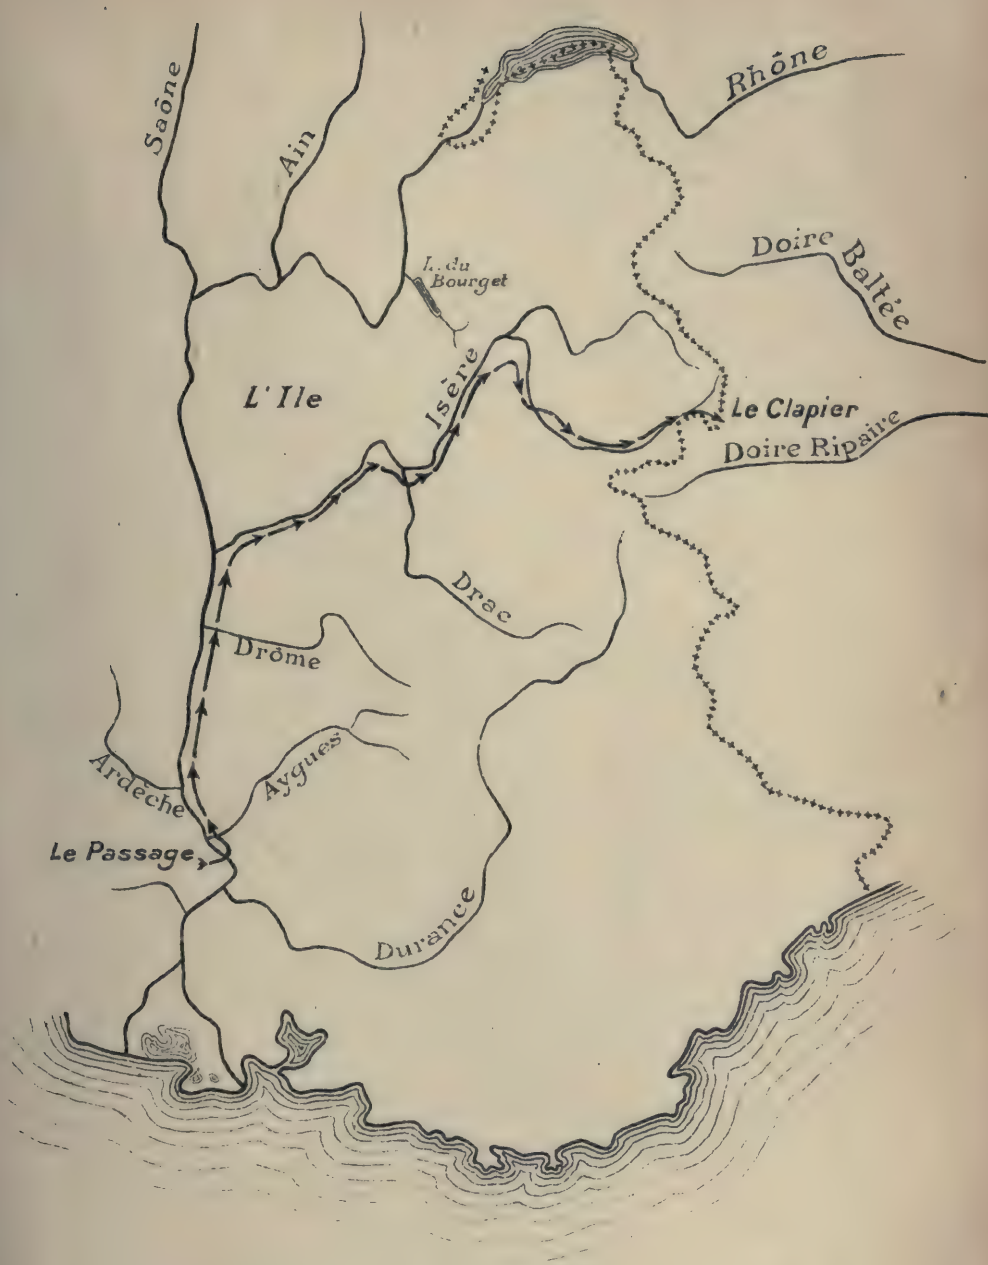 Saône
Ain
Rhône
Doire Baltée
L. du
Bourget
Isère
L'Ile
Le Clapier
Doire Ripaire
Drac
Drôme
Ardèche
Aygues
Le Passage
Durance